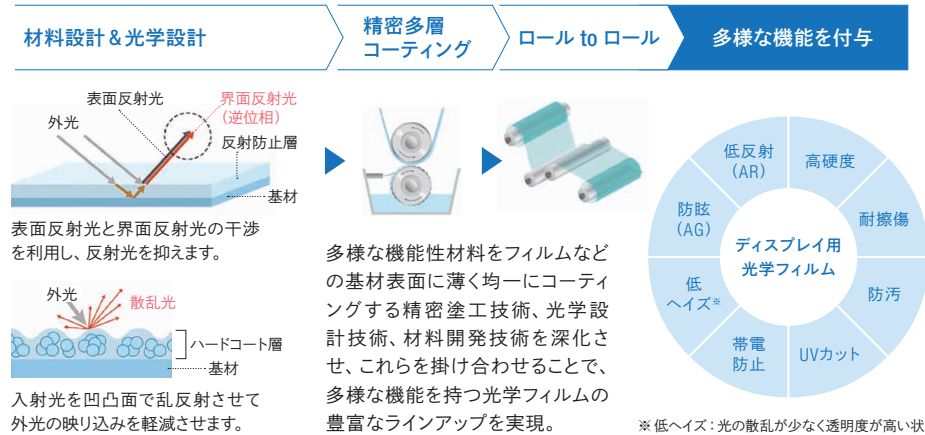 材料設計＆光学設計
精密多層
コーティング
ロール to ロール
多様な機能を付与
表面反射光
界面反射光
（逆位相）
外光
反射防止層
基材
表面反射光と界面反射光の干渉
を利用し、反射光を抑えます。
外光
散乱光
ハードコート層
基材
入射光を凹凸面で乱反射させて
外光の映り込みを軽減させます。
多様な機能性材料をフィルムなど
の基材表面に薄く均一にコーティ
ングする精密塗工技術、光学設
計技術、材料開発技術を深化さ
せ、これらを掛け合わせることで、
多様な機能を持つ光学フィルムの
豊富なラインアップを実現。
低反射
（AR）
高硬度
防眩
（AG）
耐擦傷
ディスプレイ用
光学フィルム
低
ヘイズ※
防汚
帯電
防止
UVカット
※低ヘイズ：光の散乱が少なく透明度が高い状